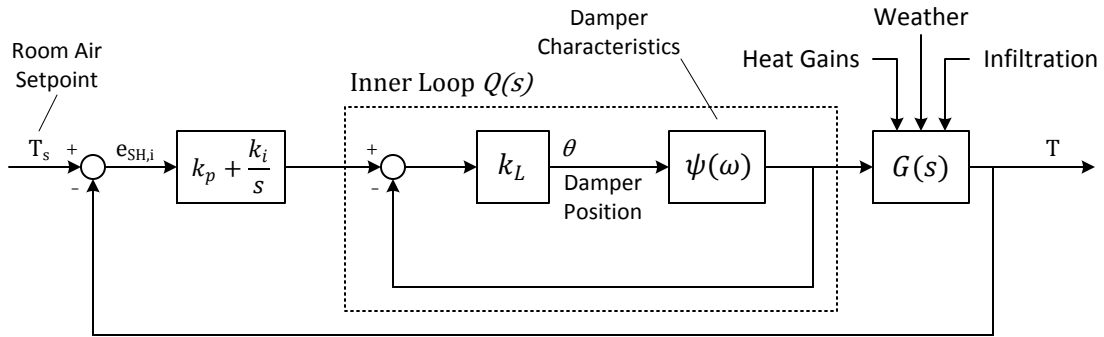 Weather
Damper
Characteristics
Room Air
Setpoint
Heat Gains
Infiltration
Inner Loop Q(s)
T_s
+
-
e_SH,i
k_p + k_i/s
+
-
k_L
θ
Damper
Position
ψ(ω)
G(s)
T